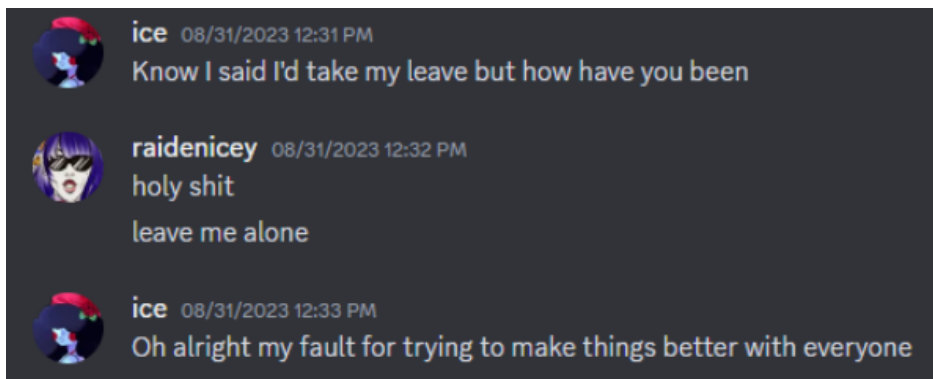 ice 08/31/2023 12:31 PM
Know I said I'd take my leave but how have you been
raidenicey 08/31/2023 12:32 PM
holy shit
leave me alone
ice 08/31/2023 12:33 PM
Oh alright my fault for trying to make things better with everyone